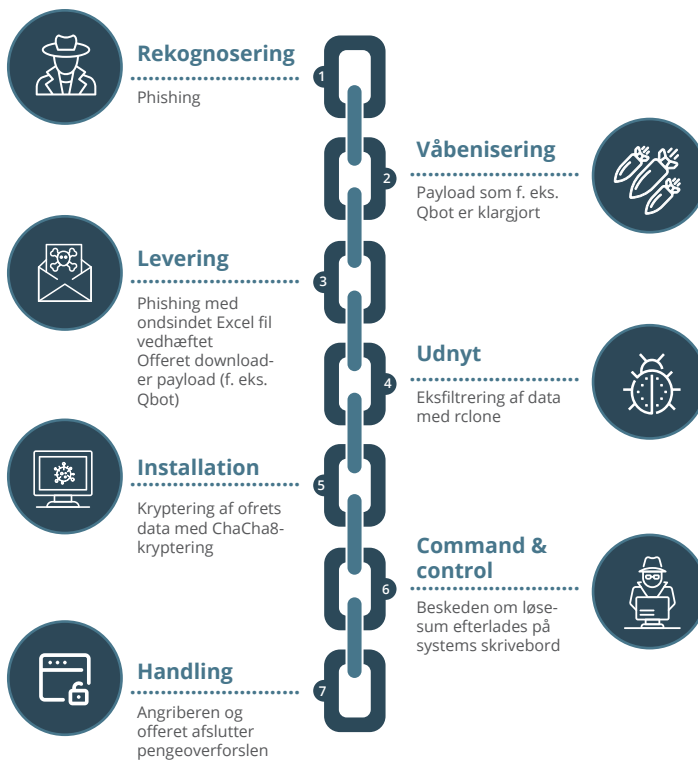 Rekognosering
1
Phishing
Våbenisering
2
Payload som f. eks.
Qbot er klargjort
Levering
3
Phishing med
ondsindet Excel fil
vedhæftet
Offeret download-
er payload (f. eks.
Qbot)
Udnyt
4
Eksfiltrering af data
med rclone
Installation
5
Kryptering af ofrets
data med ChaCha8-
kryptering
Command &
control
6
Beskeden om løse-
sum efterlades på
systems skrivebord
Handling
7
Angriberen og
offeret afslutter
pengeoverforslen